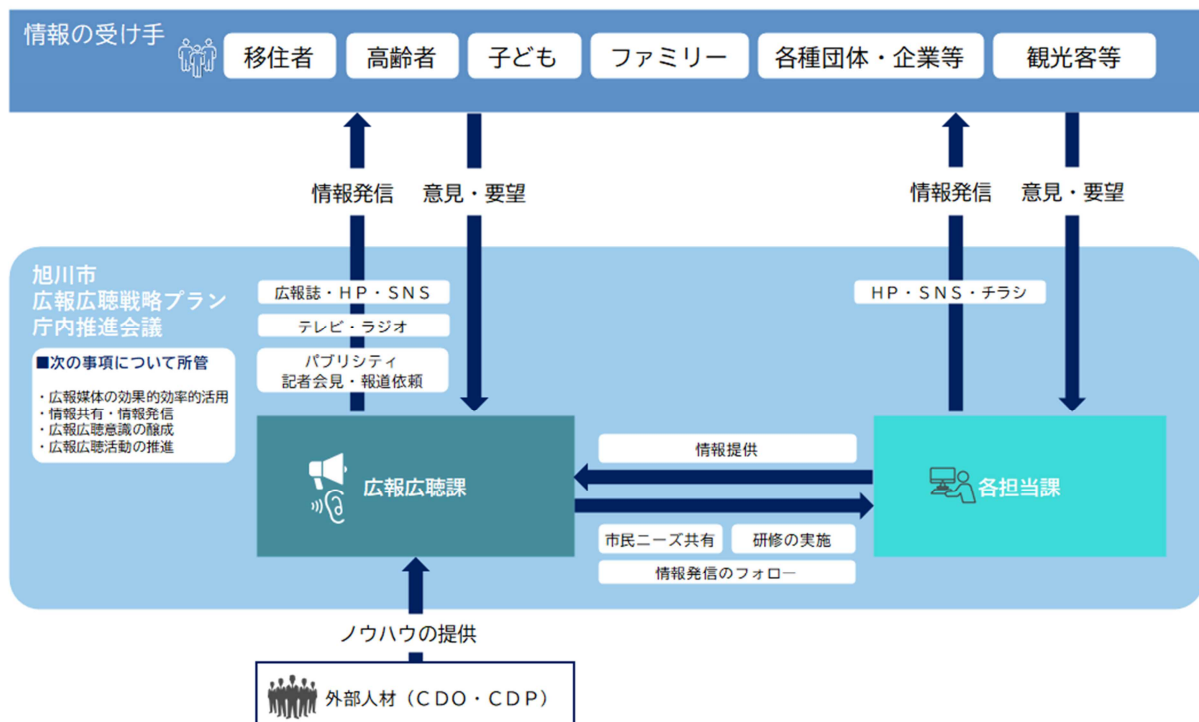 情報の受け手
移住者
高齢者
子ども
ファミリー
各種団体・企業等
観光客等
情報発信
意見・要望
情報発信
意見・要望
旭川市
広報広聴戦略プラン
庁内推進会議
■次の事項について所管
・広報媒体の効果的効率的活用
・情報共有・情報発信
・広報広聴意識の醸成
・広報広聴活動の推進
広報誌・ＨＰ・ＳＮＳ
テレビ・ラジオ
パブリシティ
記者会見・報道依頼
ＨＰ・ＳＮＳ・チラシ
広報広聴課
情報提供
市民ニーズ共有
研修の実施
情報発信のフォロー
各担当課
ノウハウの提供
外部人材（ＣＤＯ・ＣＤＰ）